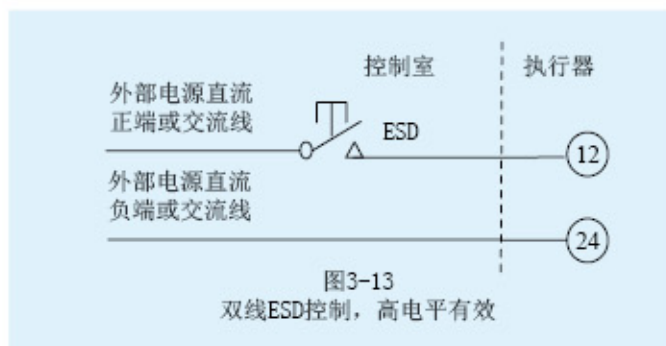 控制室
执行器
外部电源直流
正端或交流线
ESD
12
外部电源直流
负端或交流线
24
图3-13
双线ESD控制，高电平有效